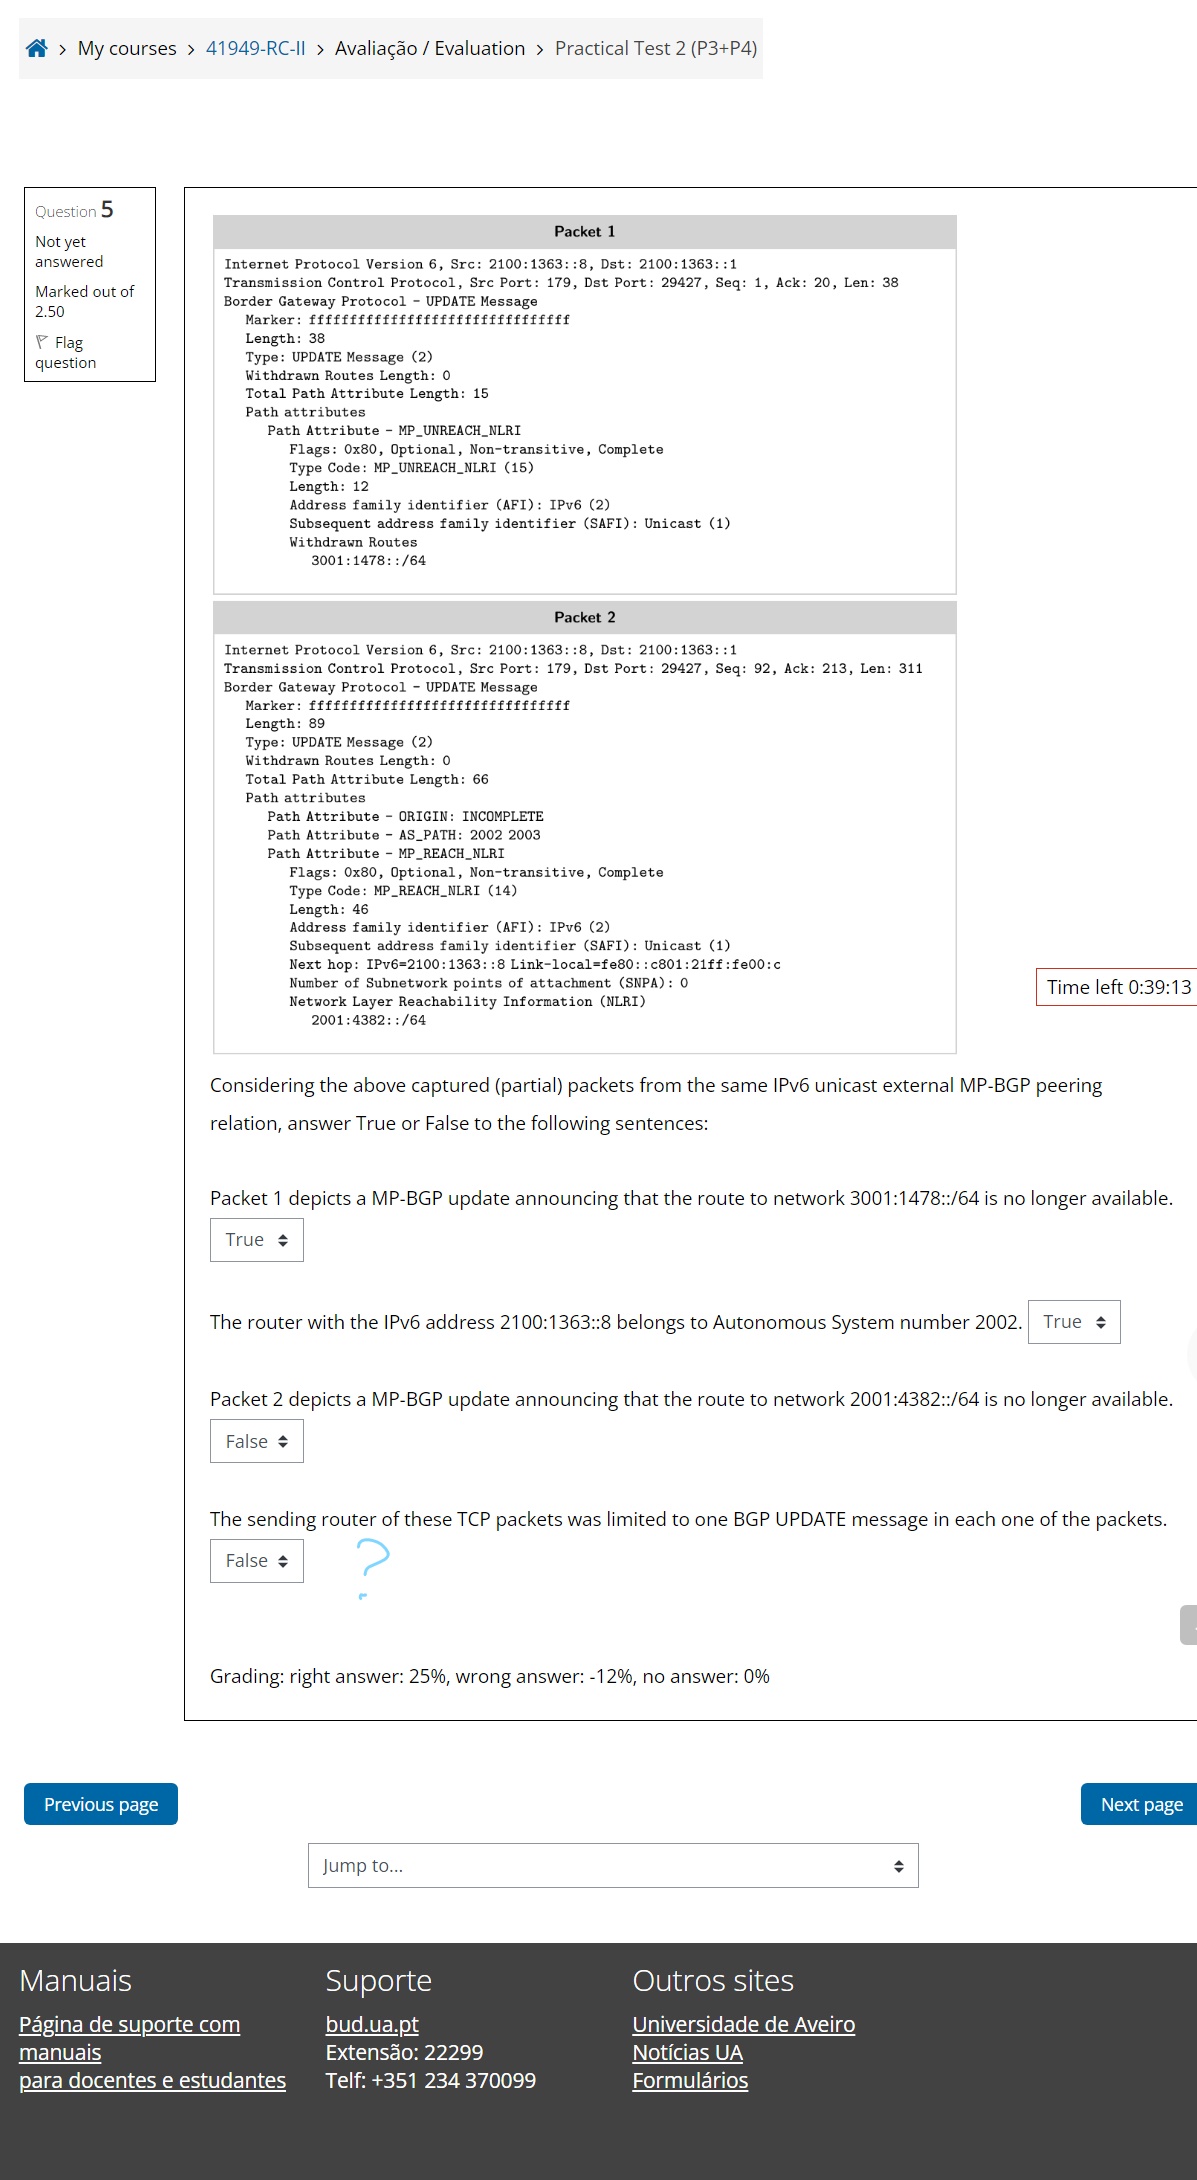 My courses > 41949-RC-II > Avaliação / Evaluation > Practical Test 2 (P3+P4)
Question 5
Not yet
answered
Marked out of
2.50
Flag
question
Packet 1
Internet Protocol Version 6, Src: 2100:1363::8, Dst: 2100:1363::1
Transmission Control Protocol, Src Port: 179, Dst Port: 29427, Seq: 1, Ack: 20, Len: 38
Border Gateway Protocol - UPDATE Message
Marker: ffffffffffffffffffffffffffffffff
Length: 38
Type: UPDATE Message (2)
Withdrawn Routes Length: 0
Total Path Attribute Length: 15
Path attributes
Path Attribute - MP_UNREACH_NLRI
Flags: 0x80, Optional, Non-transitive, Complete
Type Code: MP_UNREACH_NLRI (15)
Length: 12
Address family identifier (AFI): IPv6 (2)
Subsequent address family identifier (SAFI): Unicast (1)
Withdrawn Routes
3001:1478::/64
Packet 2
Internet Protocol Version 6, Src: 2100:1363::8, Dst: 2100:1363::1
Transmission Control Protocol, Src Port: 179, Dst Port: 29427, Seq: 92, Ack: 213, Len: 311
Border Gateway Protocol - UPDATE Message
Marker: ffffffffffffffffffffffffffffffff
Length: 89
Type: UPDATE Message (2)
Withdrawn Routes Length: 0
Total Path Attribute Length: 66
Path attributes
Path Attribute - ORIGIN: INCOMPLETE
Path Attribute - AS_PATH: 2002 2003
Path Attribute - MP_REACH_NLRI
Flags: 0x80, Optional, Non-transitive, Complete
Type Code: MP_REACH_NLRI (14)
Length: 46
Address family identifier (AFI): IPv6 (2)
Subsequent address family identifier (SAFI): Unicast (1)
Next hop: IPv6=2100:1363::8 Link-local=fe80::c801:21ff:fe00:c
Number of Subnetwork points of attachment (SNPA): 0
Network Layer Reachability Information (NLRI)
2001:4382::/64
Time left 0:39:13
Considering the above captured (partial) packets from the same IPv6 unicast external MP-BGP peering
relation, answer True or False to the following sentences:
Packet 1 depicts a MP-BGP update announcing that the route to network 3001:1478::/64 is no longer available.
True
The router with the IPv6 address 2100:1363::8 belongs to Autonomous System number 2002. True
Packet 2 depicts a MP-BGP update announcing that the route to network 2001:4382::/64 is no longer available.
False
The sending router of these TCP packets was limited to one BGP UPDATE message in each one of the packets.
False ?
Grading: right answer: 25%, wrong answer: -12%, no answer: 0%
Previous page
Next page
Jump to...
Manuais
Página de suporte com
manuais
para docentes e estudantes
Suporte
bud.ua.pt
Extensão: 22299
Telf: +351 234 370099
Outros sites
Universidade de Aveiro
Notícias UA
Formulários